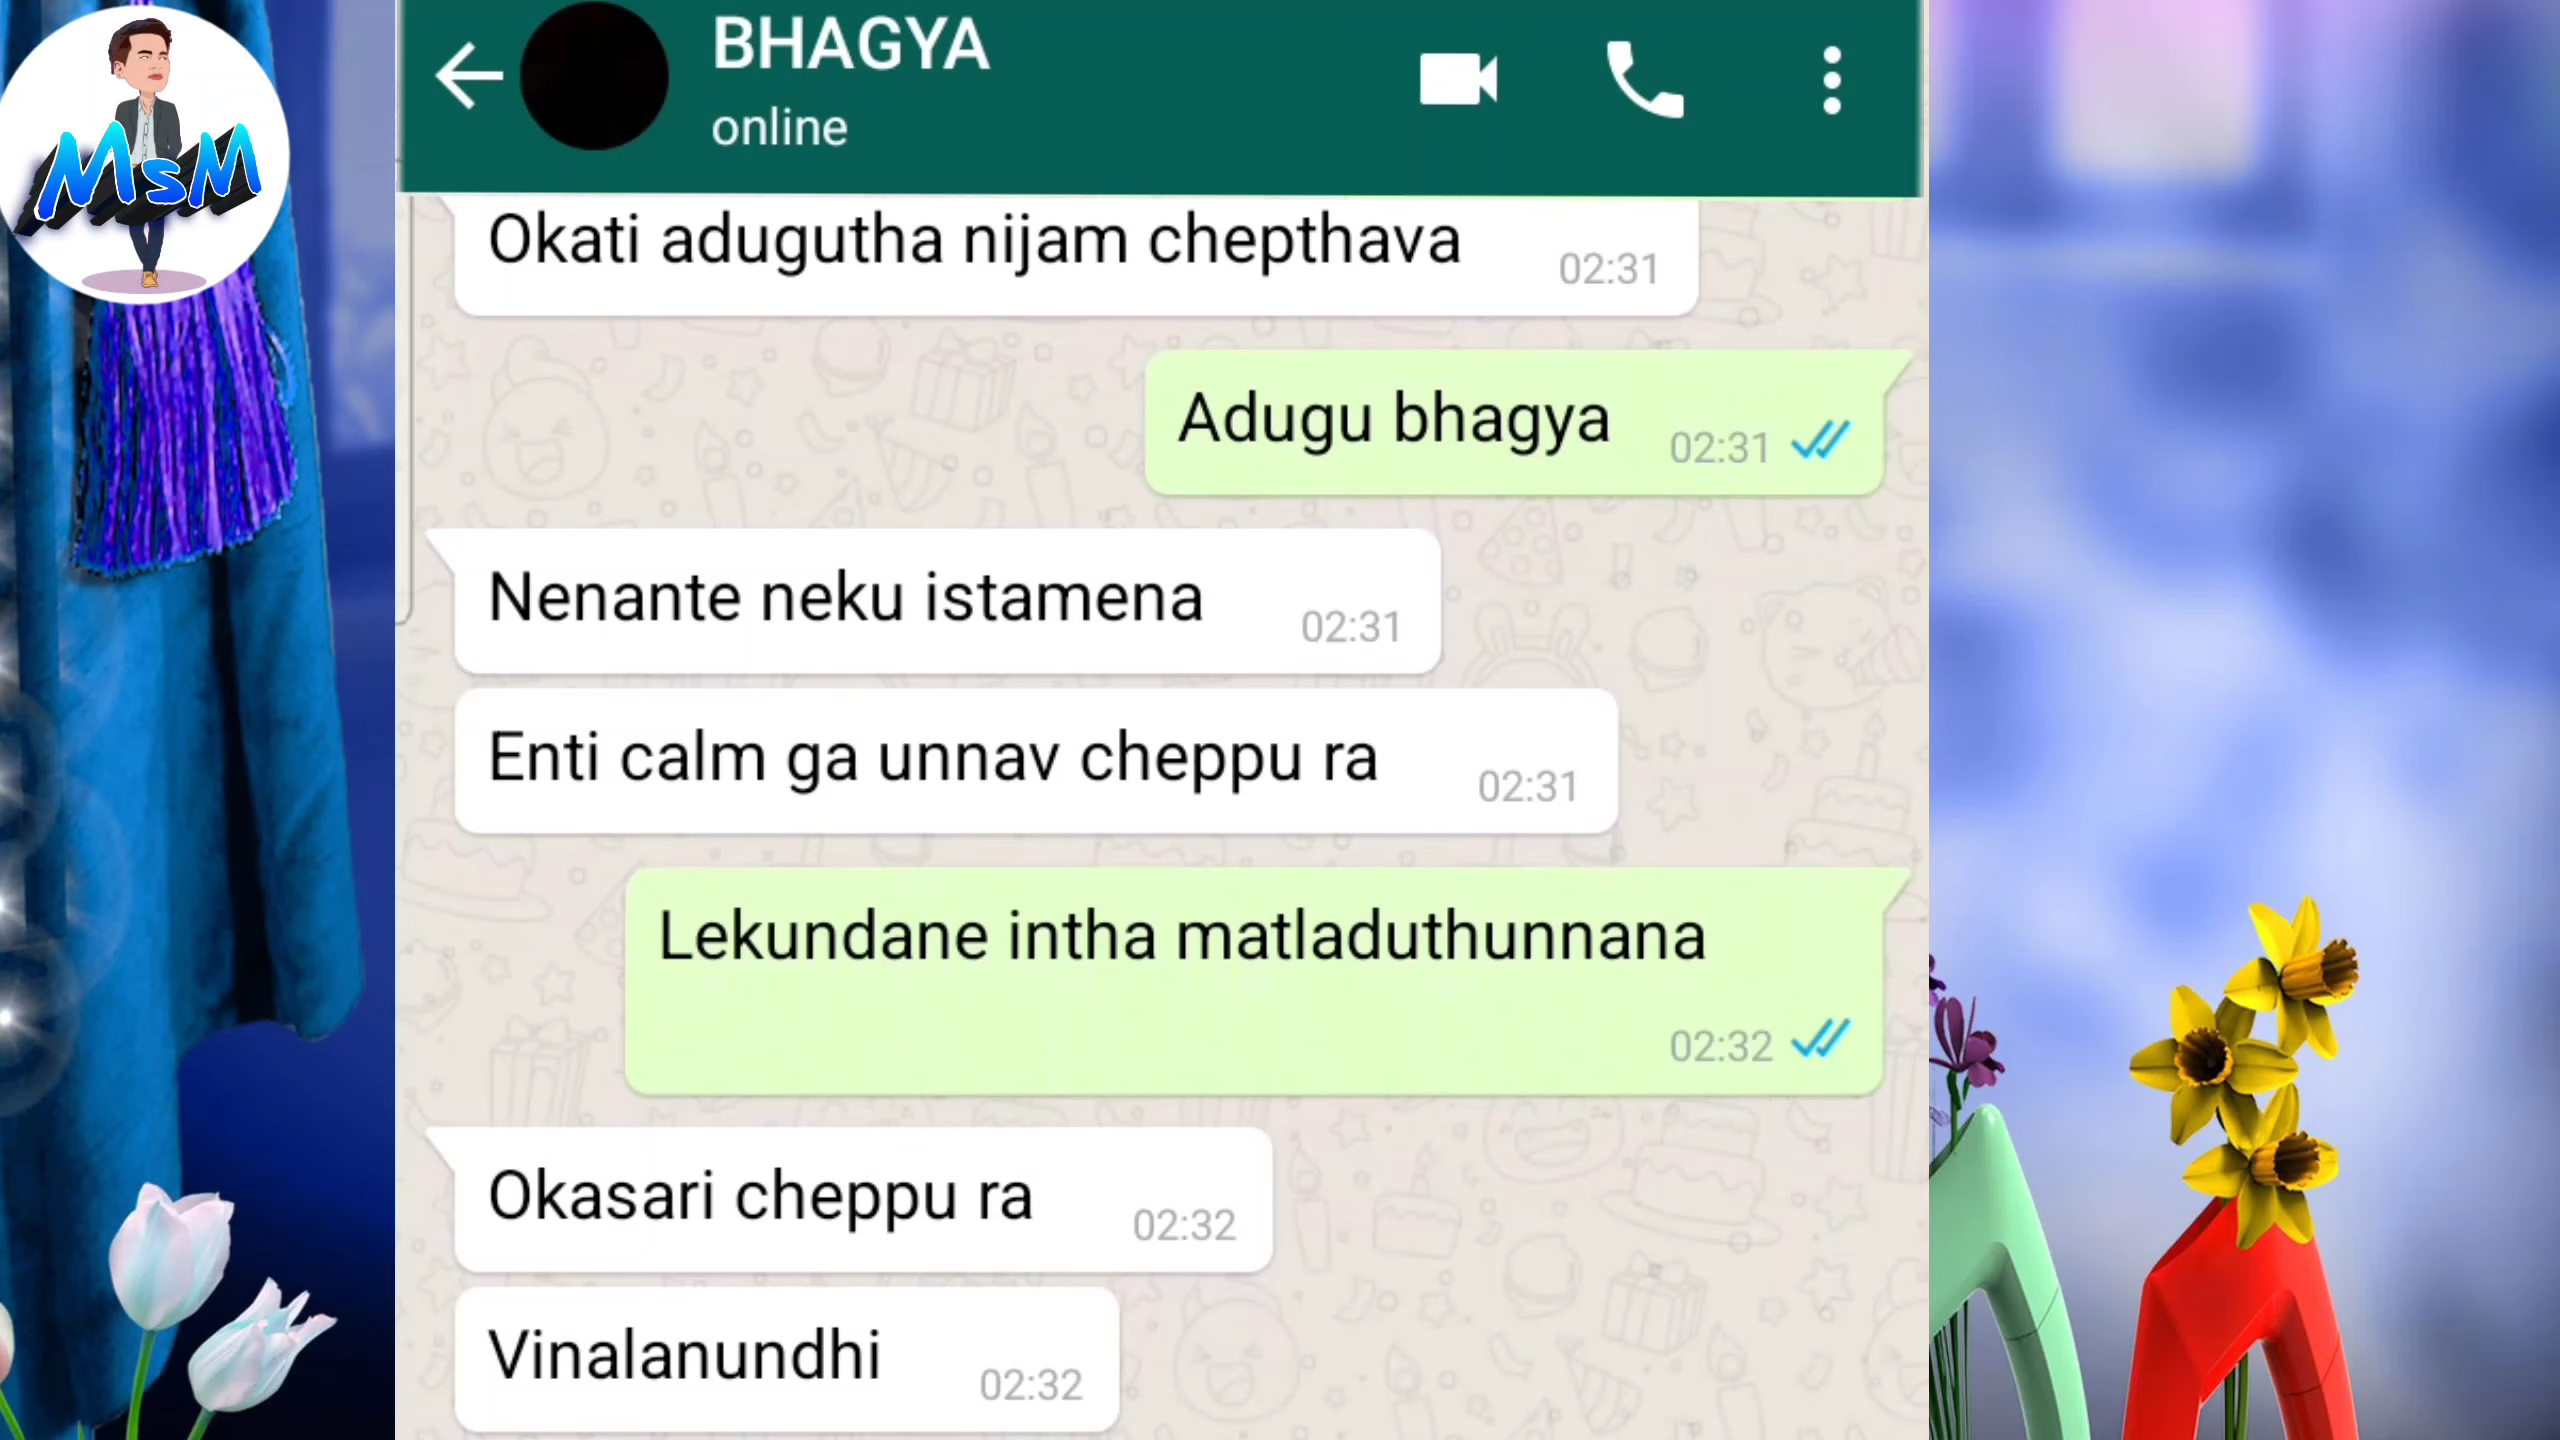 MSM
BHAGYA
online
Okati adugutha nijam chepthava
02:31
Adugu bhagya
02:31
Nenante neku istamena
02:31
Enti calm ga unnav cheppu ra
02:31
Lekundane intha matladuthunnana
02:32
Okasari cheppu ra
02:32
Vinalanundhi
02:32